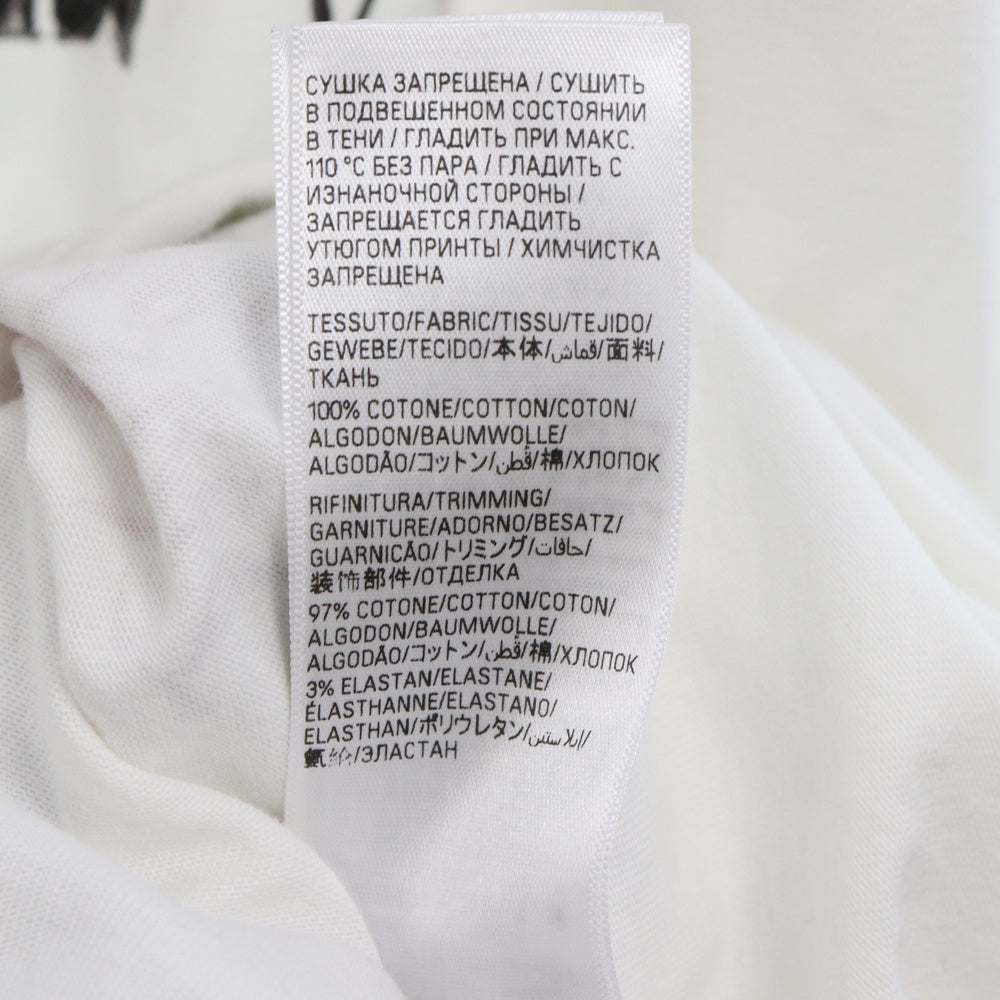 СУШКА ЗАПРЕЩЕНА / СУШИТЬ
В ПОДВЕШЕННОМ СОСТОЯНИИ
В ТЕНИ / ГЛАДИТЬ ПРИ МАКС.
110 °C БЕЗ ПАРА / ГЛАДИТЬ С
ИЗНАНОЧНОЙ СТОРОНЫ /
ЗАПРЕЩАЕТСЯ ГЛАДИТЬ
УТЮГОМ ПРИНТЫ / ХИМЧИСТКА
ЗАПРЕЩЕНА
TESSUTO/FABRIC/TISSU/TEJIDO/
GEWEBE/TECIDO/本体/قماش/面料/
ТКАНЬ
100% COTONE/COTTON/COTON/
ALGODON/BAUMWOLLE/
ALGODÃO/コットン/قطن/棉/ХЛОПОК
RIFINITURA/TRIMMING/
GARNITURE/ADORNO/BESATZ/
GUARNICÃO/トリミング/حافات/
装饰部件/ОТДЕЛКА
97% COTONE/COTTON/COTON/
ALGODON/BAUMWOLLE/
ALGODÃO/コットン/قطن/棉/ХЛОПОК
3% ELASTAN/ELASTANE/
ÉLASTHANNE/ELASTANO/
ELASTHAN/ポリウレタン/إيلاستين/
/ЭЛАСТАН